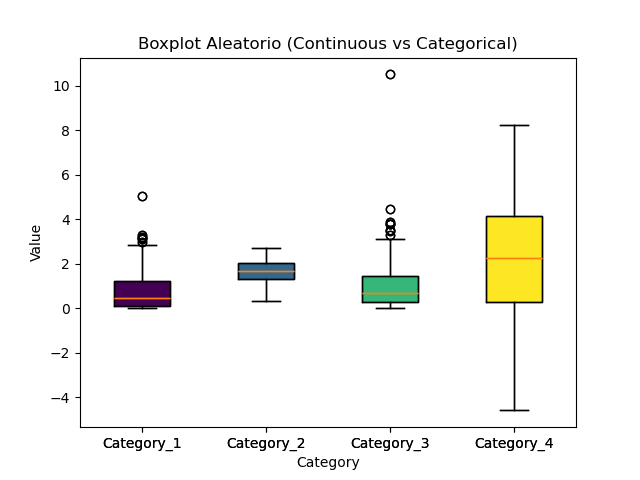 Boxplot Aleatorio (Continuous vs Categorical)
10
8
6
4
2
0
−2
−4
Value
Category_1
Category_2
Category_3
Category_4
Category